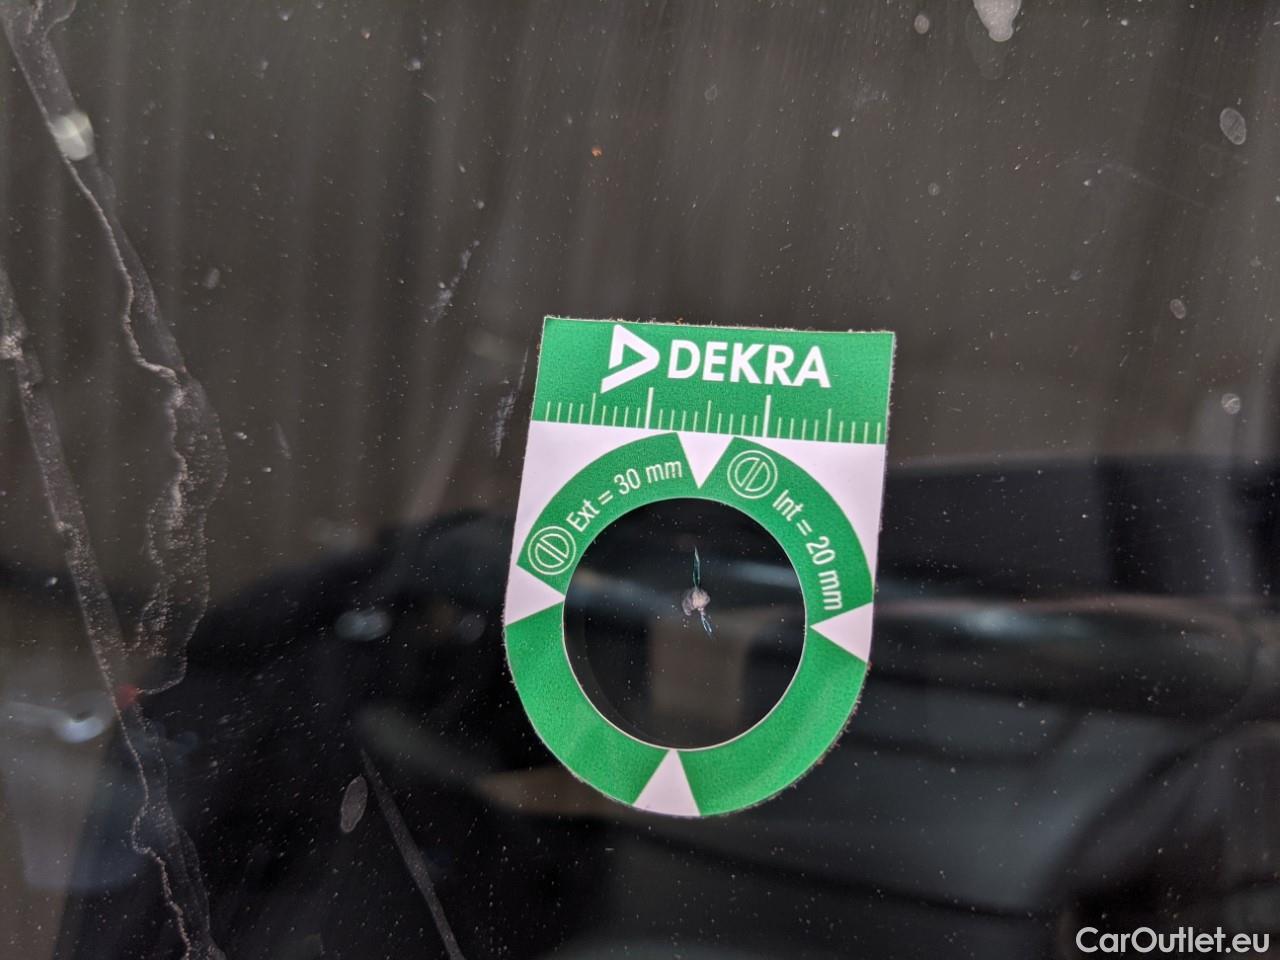 DEKRA
Ext = 30 mm
Int = 20 mm
CarOutlet.eu